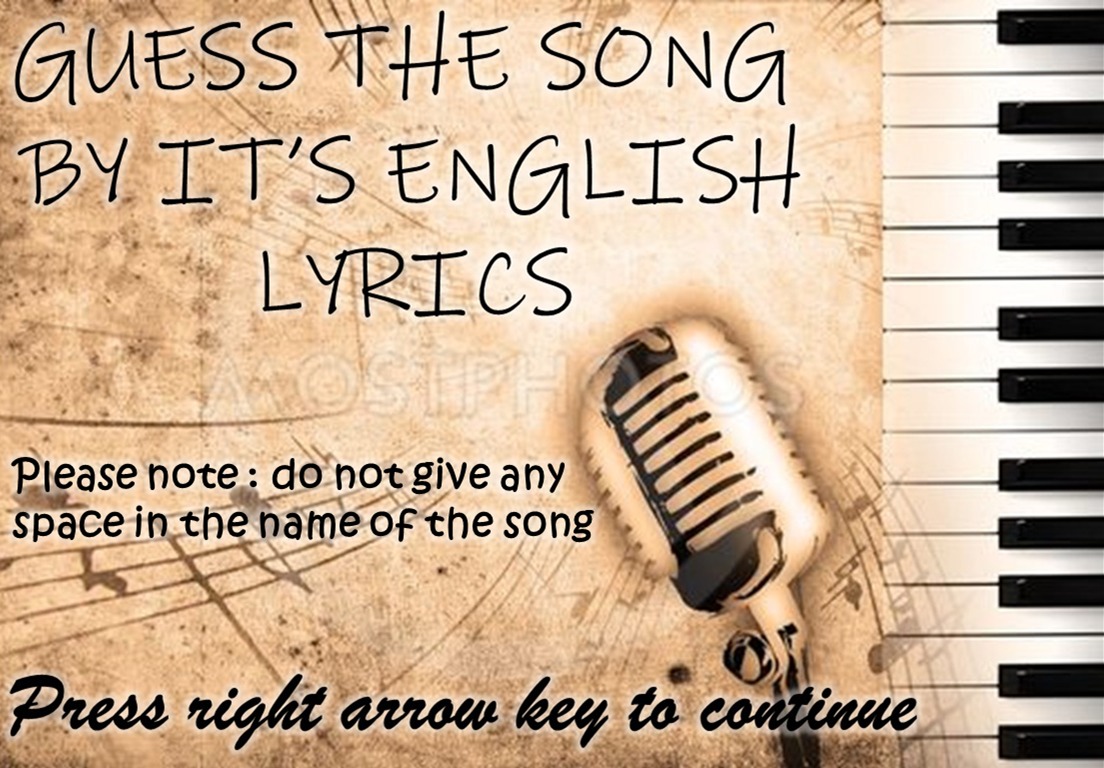 GUESS THE SONG
BY IT'S ENGLISH
LYRICS
MOSTPHOTOS
Please note : do not give any
space in the name of the song
Press right arrow key to continue